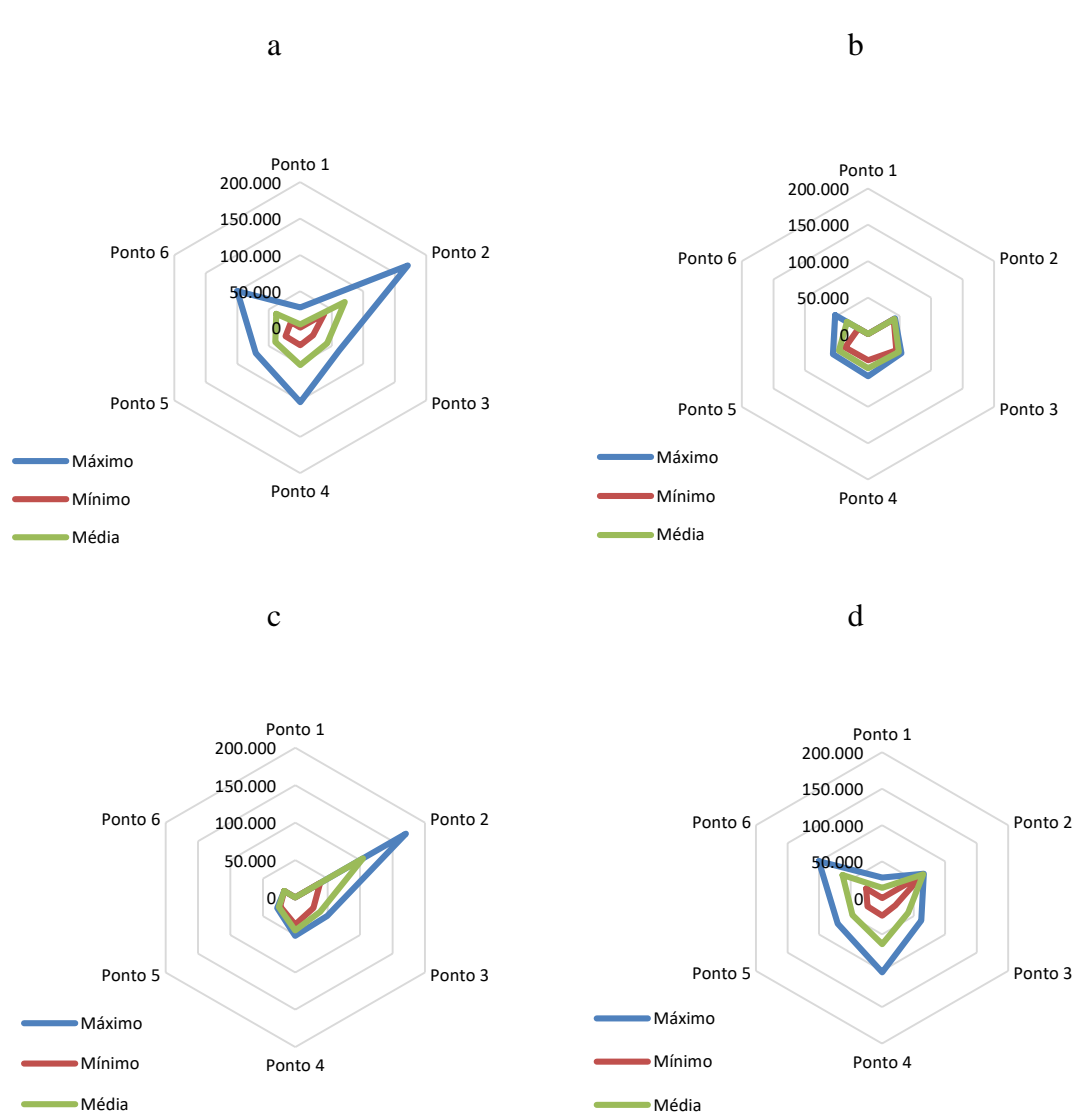 a
Ponto 1
200.000
150.000
100.000
50.000
0
Ponto 2
Ponto 3
Ponto 4
Ponto 5
Ponto 6
Máximo
Mínimo
Média
b
Ponto 1
200.000
150.000
100.000
50.000
0
Ponto 2
Ponto 3
Ponto 4
Ponto 5
Ponto 6
Máximo
Mínimo
Média
c
Ponto 1
200.000
150.000
100.000
50.000
0
Ponto 2
Ponto 3
Ponto 4
Ponto 5
Ponto 6
Máximo
Mínimo
Média
d
Ponto 1
200.000
150.000
100.000
50.000
0
Ponto 2
Ponto 3
Ponto 4
Ponto 5
Ponto 6
Máximo
Mínimo
Média